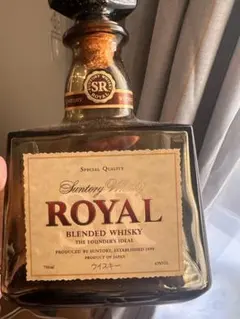 SR
SPECIAL QUALITY
Suntory Whisky
ROYAL
BLENDED WHISKY
THE FOUNDER'S IDEAL
PRODUCED BY SUNTORY, ESTABLISHED 1899
PRODUCT OF JAPAN
ウイスキー